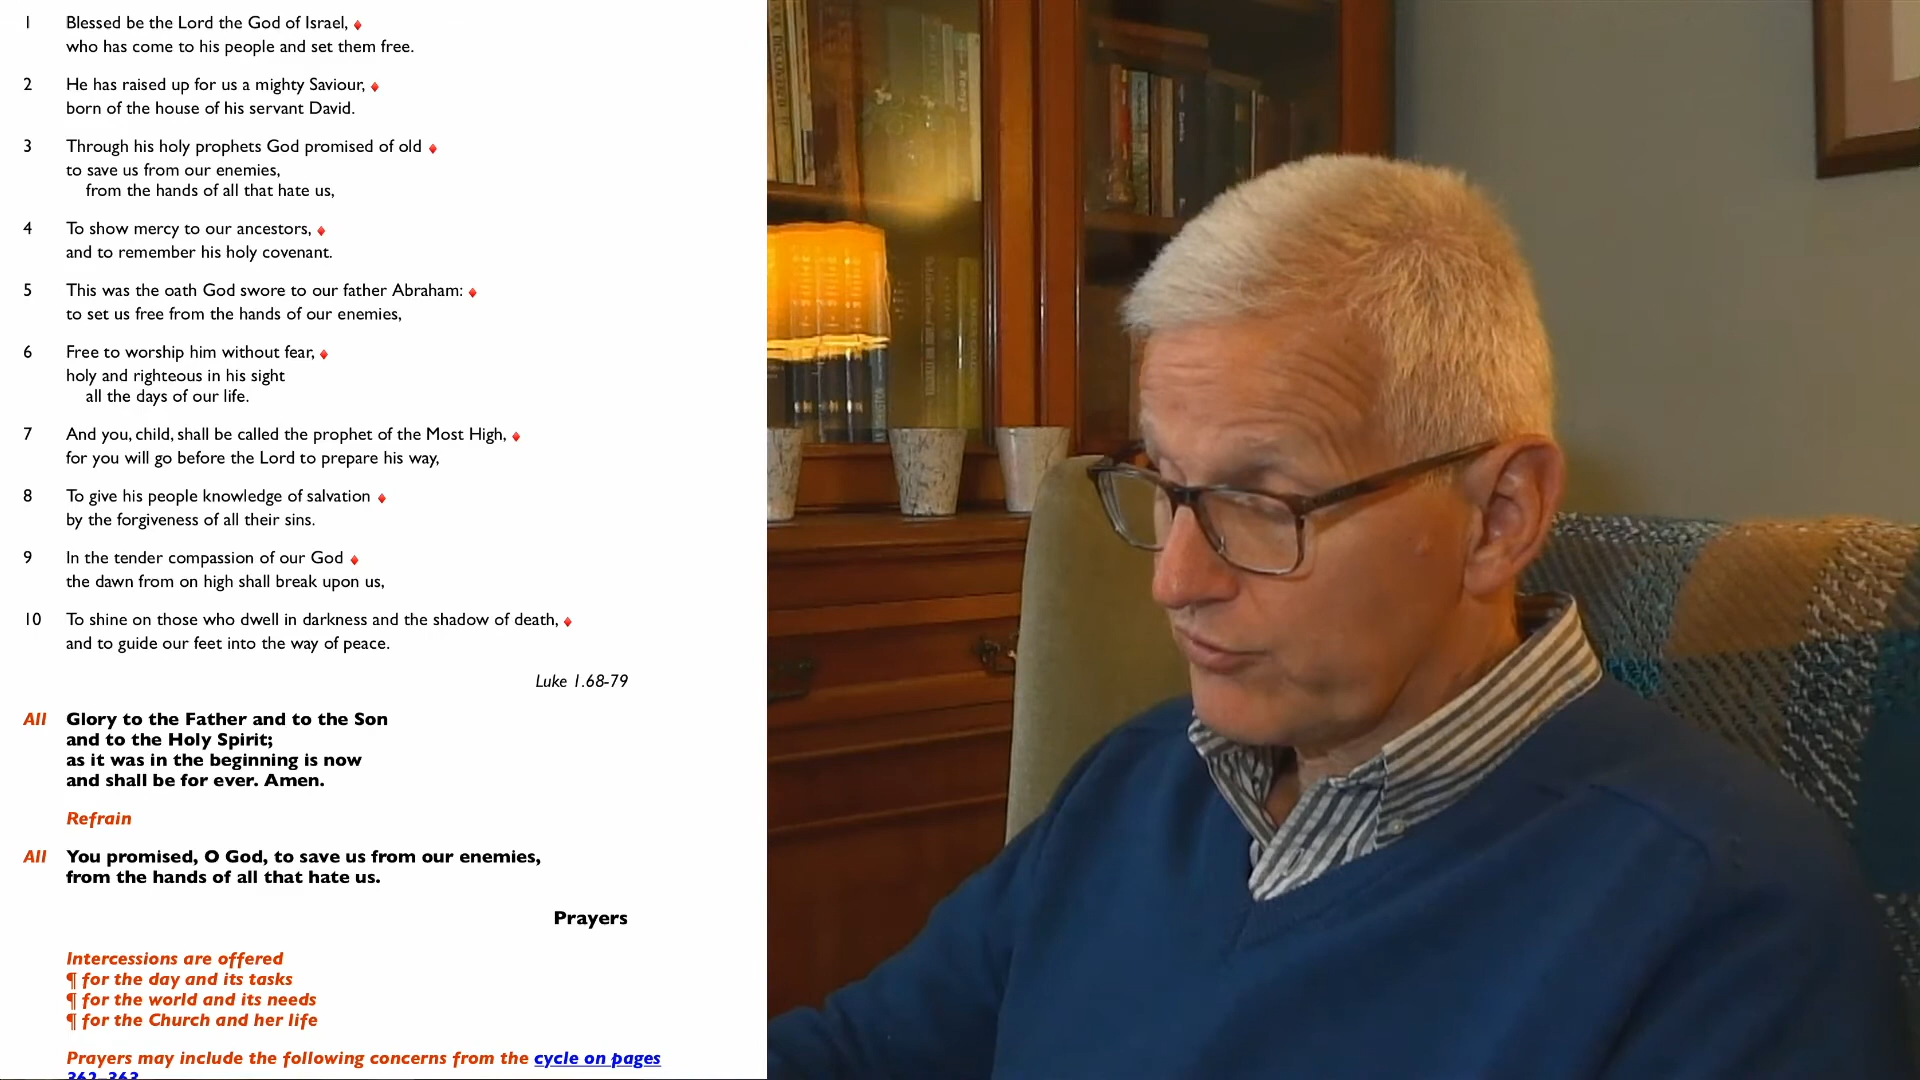 1 Blessed be the Lord the God of Israel, ♦
who has come to his people and set them free.
2 He has raised up for us a mighty Saviour, ♦
born of the house of his servant David.
3 Through his holy prophets God promised of old ♦
to save us from our enemies,
from the hands of all that hate us,
4 To show mercy to our ancestors, ♦
and to remember his holy covenant.
5 This was the oath God swore to our father Abraham: ♦
to set us free from the hands of our enemies,
6 Free to worship him without fear, ♦
holy and righteous in his sight
all the days of our life.
7 And you, child, shall be called the prophet of the Most High, ♦
for you will go before the Lord to prepare his way,
8 To give his people knowledge of salvation ♦
by the forgiveness of all their sins.
9 In the tender compassion of our God ♦
the dawn from on high shall break upon us,
10 To shine on those who dwell in darkness and the shadow of death, ♦
and to guide our feet into the way of peace.
Luke 1.68-79
All Glory to the Father and to the Son
and to the Holy Spirit;
as it was in the beginning is now
and shall be for ever. Amen.
Refrain
All You promised, O God, to save us from our enemies,
from the hands of all that hate us.
Prayers
Intercessions are offered
¶ for the day and its tasks
¶ for the world and its needs
¶ for the Church and her life
Prayers may include the following concerns from the cycle on pages
362-363